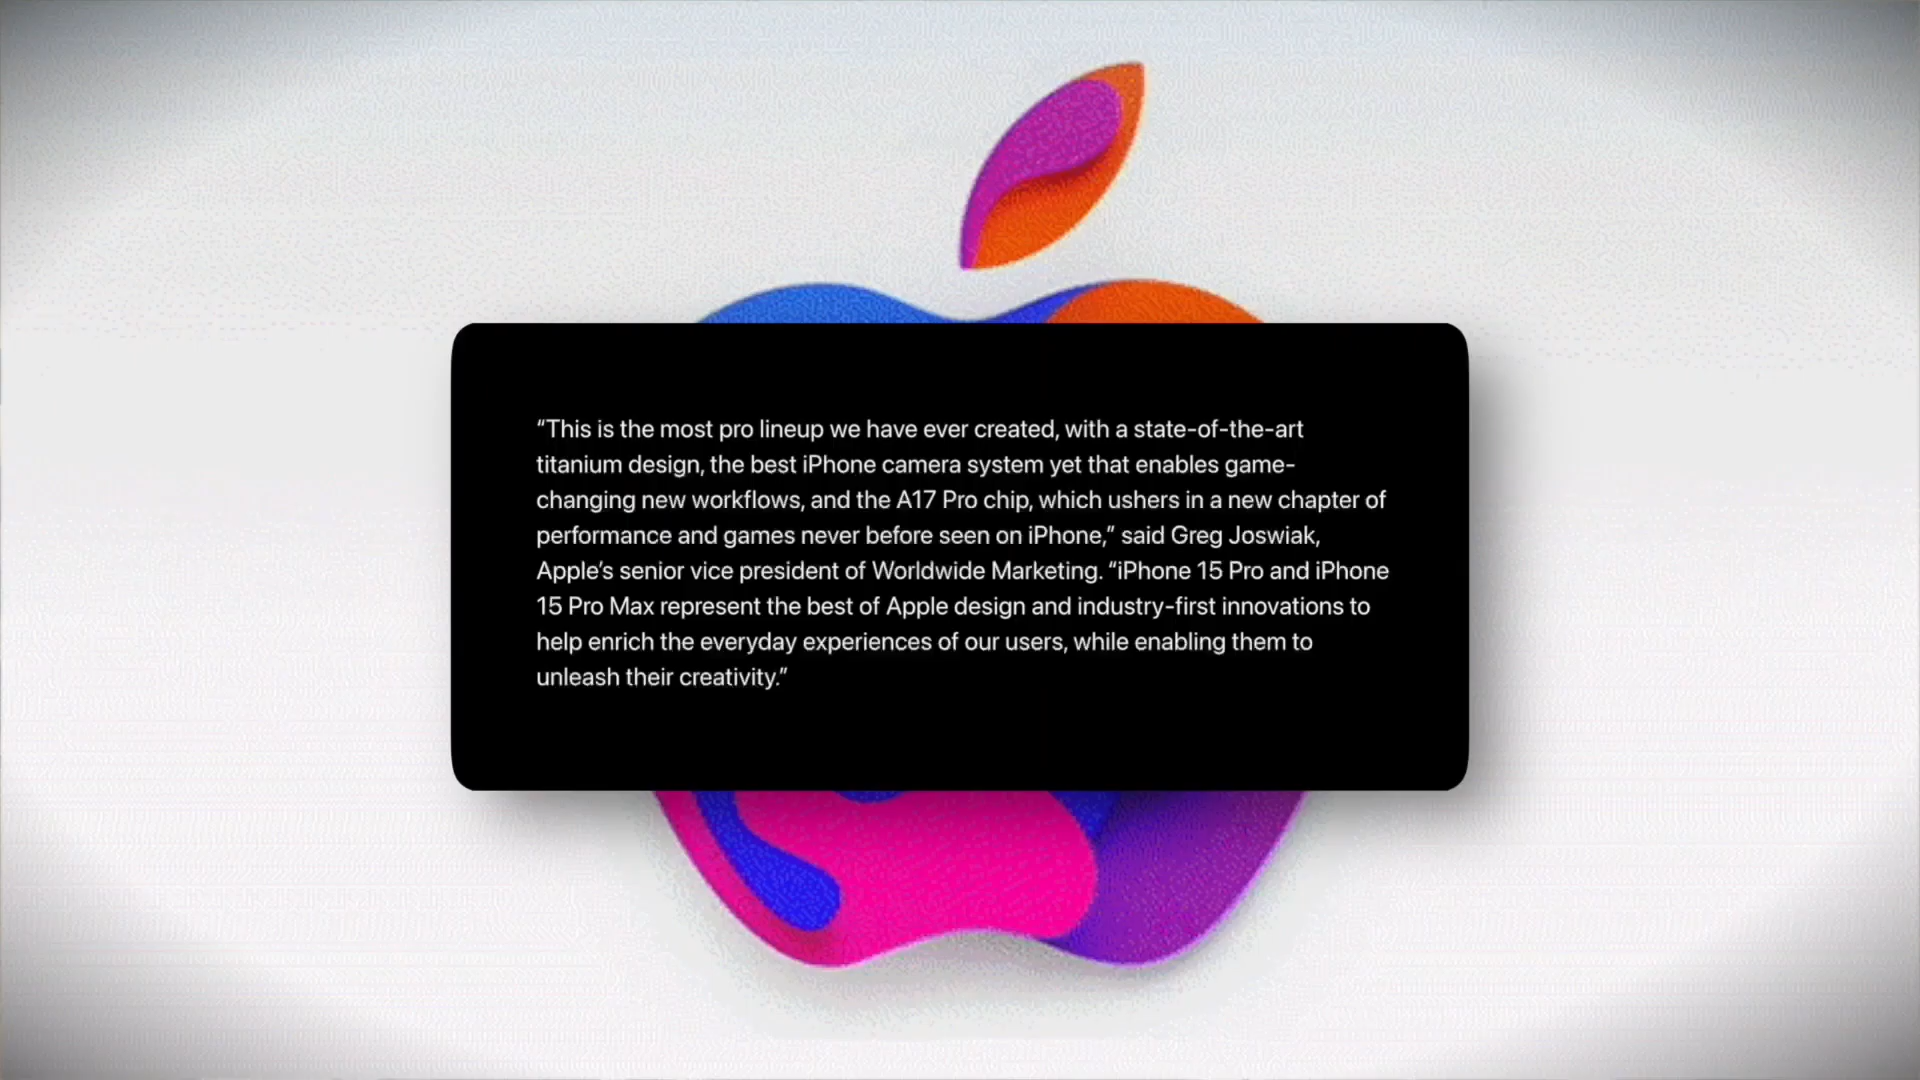 “This is the most pro lineup we have ever created, with a state-of-the-art
titanium design, the best iPhone camera system yet that enables game-
changing new workflows, and the A17 Pro chip, which ushers in a new chapter of
performance and games never before seen on iPhone,” said Greg Joswiak,
Apple’s senior vice president of Worldwide Marketing. “iPhone 15 Pro and iPhone
15 Pro Max represent the best of Apple design and industry-first innovations to
help enrich the everyday experiences of our users, while enabling them to
unleash their creativity.”